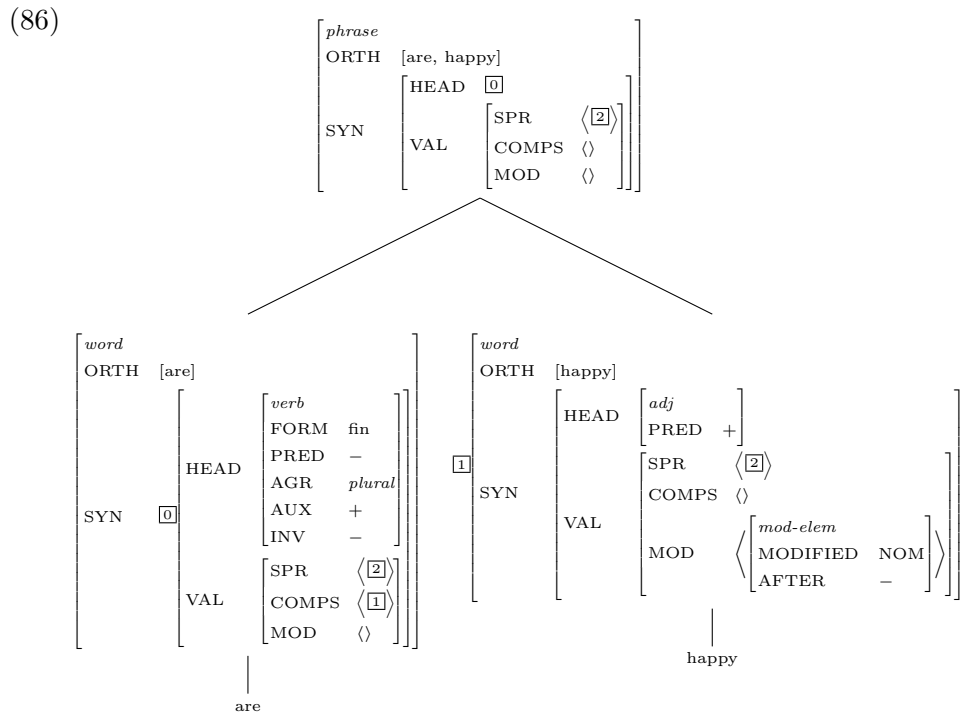 (86)
phrase
ORTH [are, happy]
HEAD 0
SYN
SPR ⟨2⟩
VAL
COMPS ⟨⟩
MOD ⟨⟩
word
ORTH [are]
verb
FORM fin
PRED −
HEAD
AGR plural
AUX +
INV −
SYN 0
SPR ⟨2⟩
VAL
COMPS ⟨1⟩
MOD ⟨⟩
are
1
word
ORTH [happy]
HEAD
adj
PRED +
SPR ⟨2⟩
SYN
COMPS ⟨⟩
VAL
mod-elem
MOD ⟨MODIFIED NOM⟩
AFTER −
happy